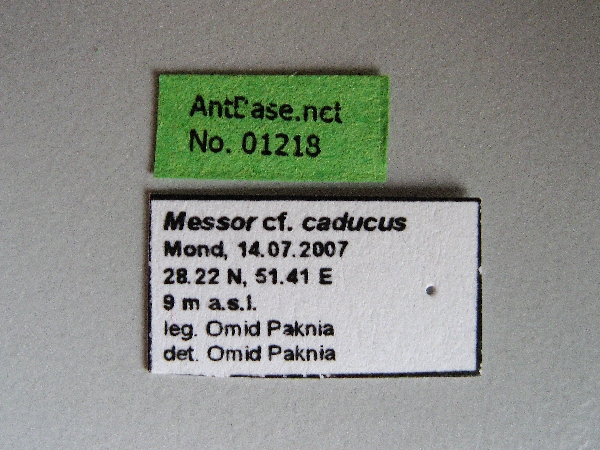 AntBase.net
No. 01218
Messor cf. caducus
Mond, 14.07.2007
28.22 N, 51.41 E
9 m a.s.l.
leg. Omid Paknia
det. Omid Paknia